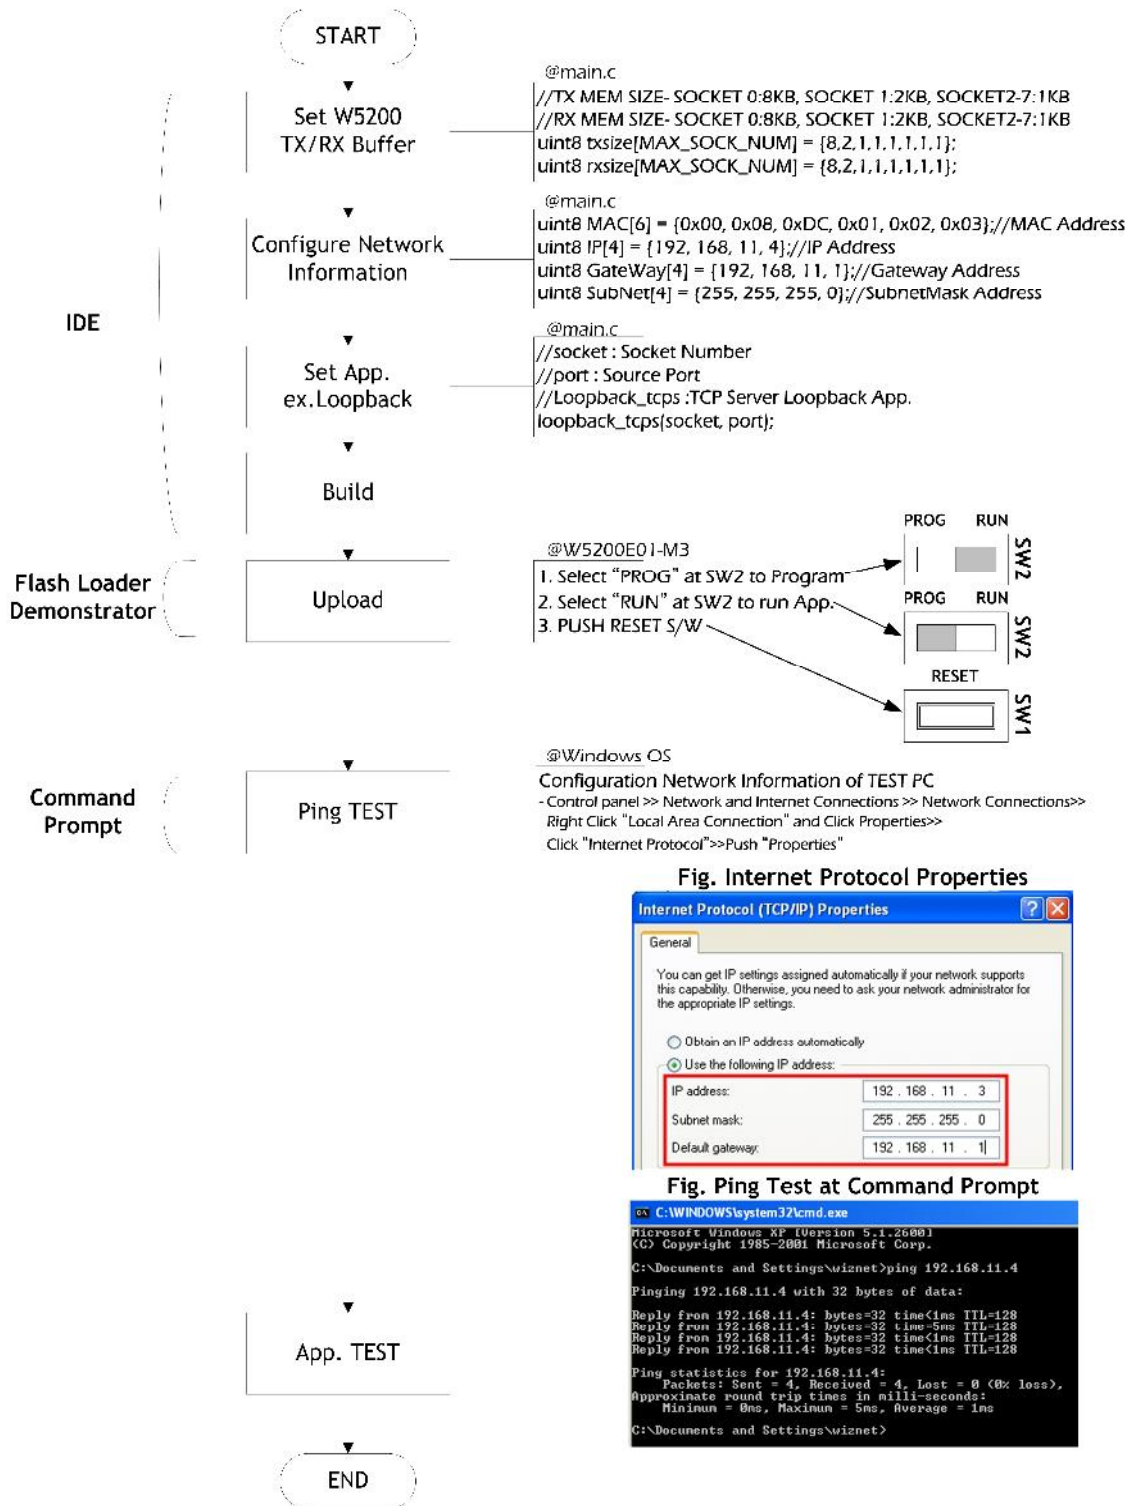 START
@main.c
Set W5200
TX/RX Buffer
//TX MEM SIZE- SOCKET 0:8KB, SOCKET 1:2KB, SOCKET2-7:1KB
//RX MEM SIZE- SOCKET 0:8KB, SOCKET 1:2KB, SOCKET2-7:1KB
uint8 txsize[MAX_SOCK_NUM] = {8,2,1,1,1,1,1,1};
uint8 rxsize[MAX_SOCK_NUM] = {8,2,1,1,1,1,1,1};
@main.c
Configure Network
Information
uint8 MAC[6] = {0x00, 0x08, 0xDC, 0x01, 0x02, 0x03};//MAC Address
uint8 IP[4] = {192, 168, 11, 4};//IP Address
uint8 GateWay[4] = {192, 168, 11, 1};//Gateway Address
uint8 SubNet[4] = {255, 255, 255, 0};//SubnetMask Address
IDE
@main.c
Set App.
ex.Loopback
//socket : Socket Number
//port : Source Port
//Loopback_tcps :TCP Server Loopback App.
loopback_tcps(socket, port);
Build
Flash Loader
Demonstrator
Upload
@W5200E01-M3
1. Select “PROG” at SW2 to Program
2. Select “RUN” at SW2 to run App.
3. PUSH RESET S/W
PROG RUN
SW2
PROG RUN
SW2
RESET
SW1
Command
Prompt
Ping TEST
@Windows OS
Configuration Network Information of TEST PC
- Control panel >> Network and Internet Connections >> Network Connections>>
Right Click “Local Area Connection” and Click Properties>>
Click “Internet Protocol”>>Push “Properties”
Fig. Internet Protocol Properties
Internet Protocol (TCP/IP) Properties
General
You can get IP settings assigned automatically if your network supports
this capability. Otherwise, you need to ask your network administrator for
the appropriate IP settings.
Obtain an IP address automatically
Use the following IP address:
IP address: 192 . 168 . 11 . 3
Subnet mask: 255 . 255 . 255 . 0
Default gateway: 192 . 168 . 11 . 1
Fig. Ping Test at Command Prompt
C:\WINDOWS\system32\cmd.exe
Microsoft Windows XP [Version 5.1.2600]
(C) Copyright 1985-2001 Microsoft Corp.
C:\Documents and Settings\wiznet>ping 192.168.11.4
Pinging 192.168.11.4 with 32 bytes of data:
Reply from 192.168.11.4: bytes=32 time<1ms TTL=128
Reply from 192.168.11.4: bytes=32 time=5ms TTL=128
Reply from 192.168.11.4: bytes=32 time<1ms TTL=128
Reply from 192.168.11.4: bytes=32 time<1ms TTL=128
Ping statistics for 192.168.11.4:
Packets: Sent = 4, Received = 4, Lost = 0 (0% loss),
Approximate round trip times in milli-seconds:
Minimum = 0ms, Maximum = 5ms, Average = 1ms
C:\Documents and Settings\wiznet>
App. TEST
END